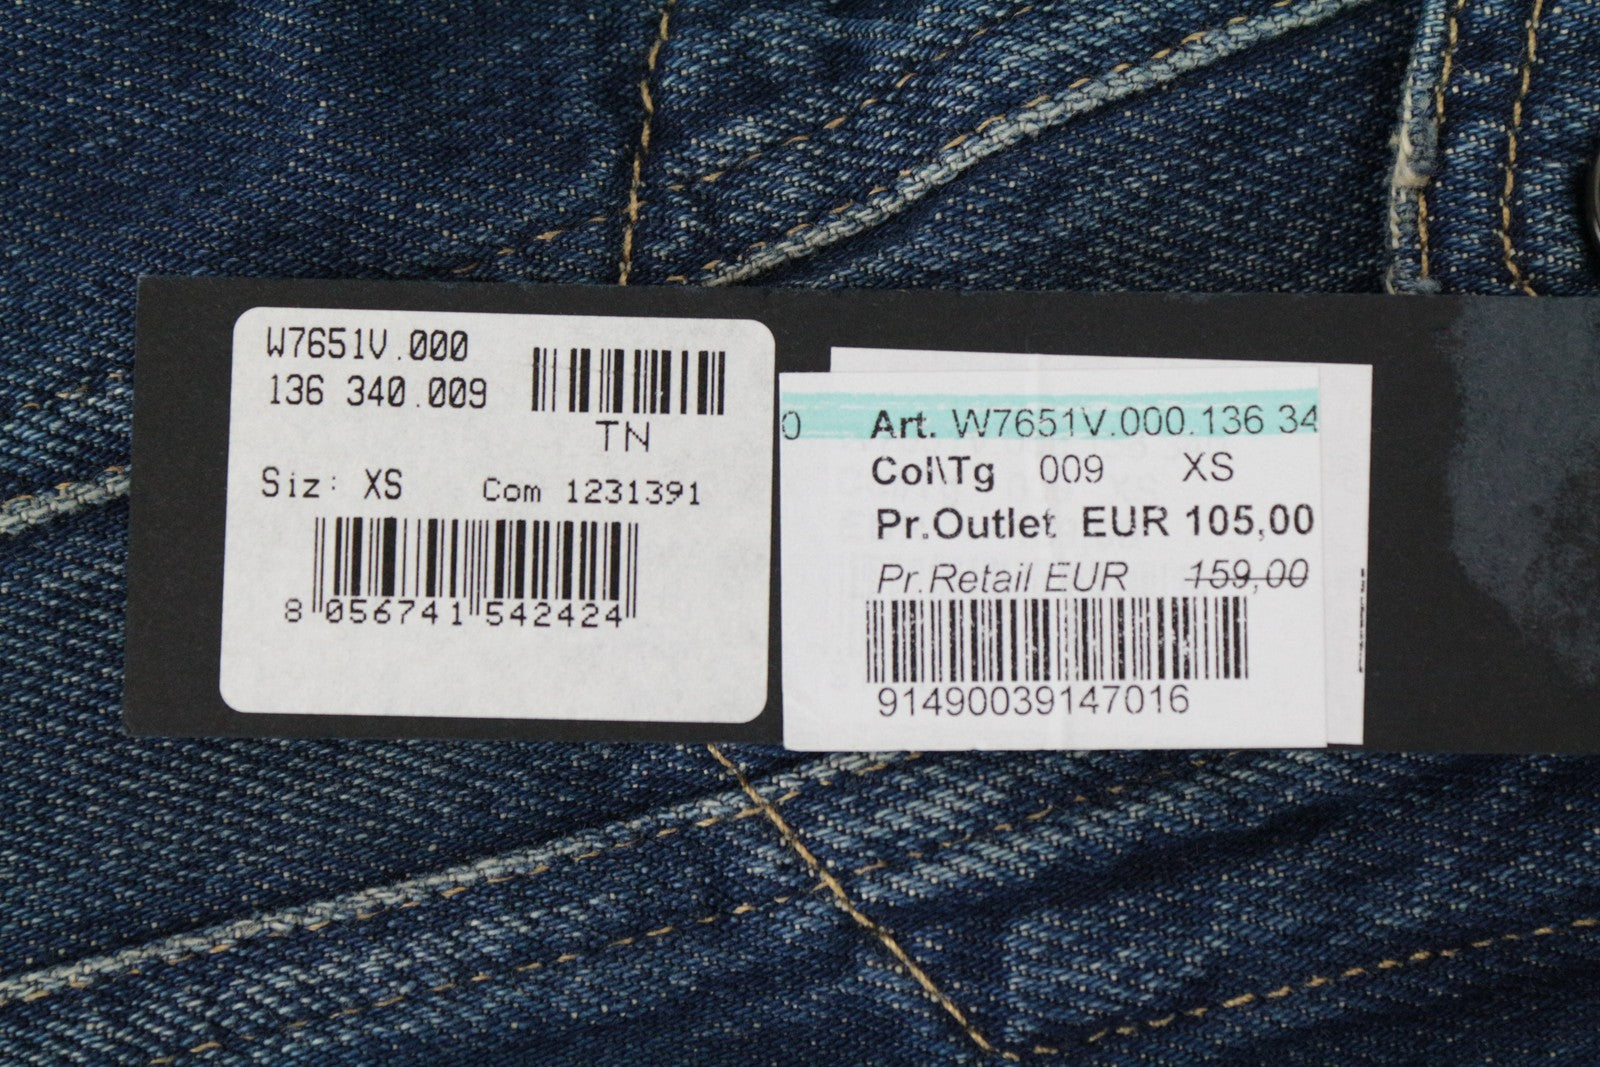 W7651V.000
136 340.009
TN
Siz: XS Com 1231391
8 056741 542424
0 Art. W7651V.000.136 34
Col\Tg 009 XS
Pr.Outlet EUR 105,00
Pr.Retail EUR 159,00
91490039147016